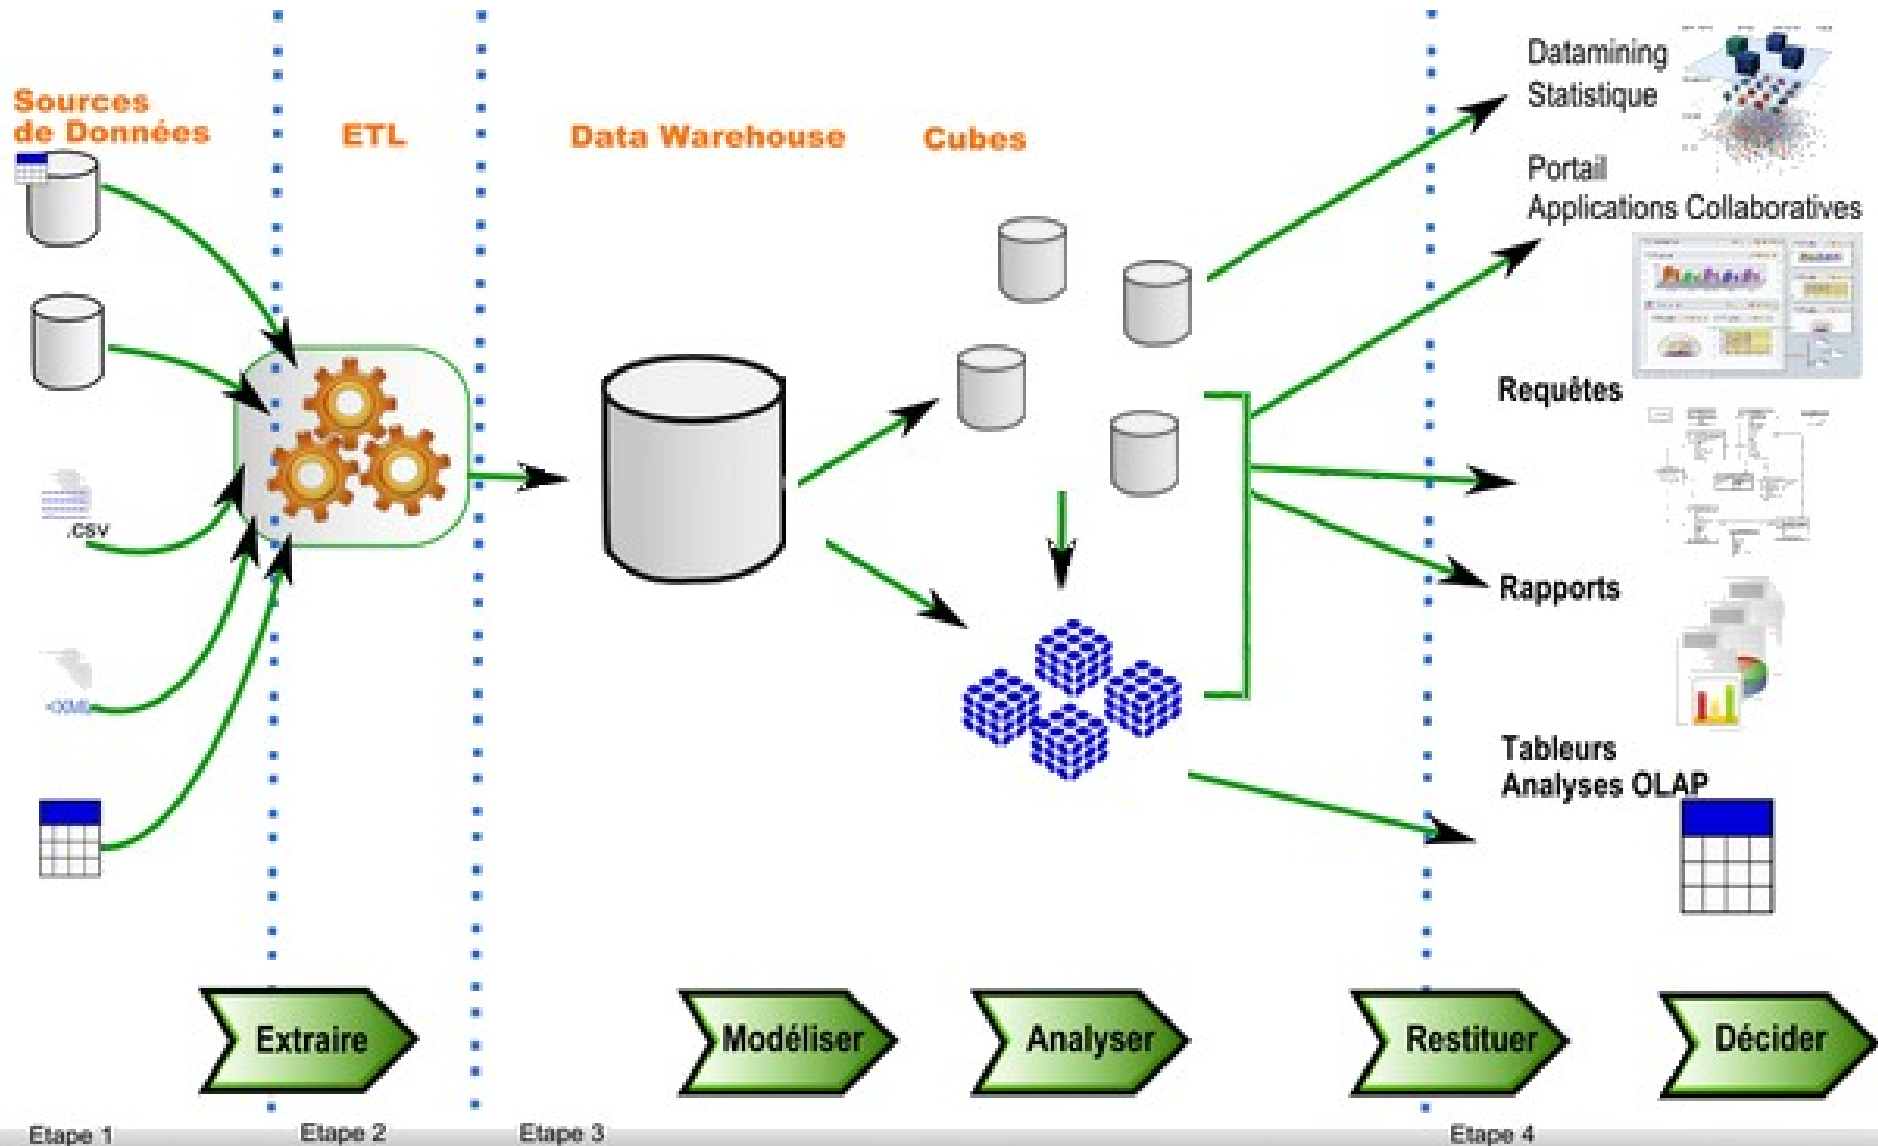 Sources
de Données
ETL
Data Warehouse
Cubes
Datamining
Statistique
Portail
Applications Collaboratives
Requêtes
Rapports
Tableurs
Analyses OLAP
.csv
Extraire
Modéliser
Analyser
Restituer
Décider
Etape 1
Etape 2
Etape 3
Etape 4